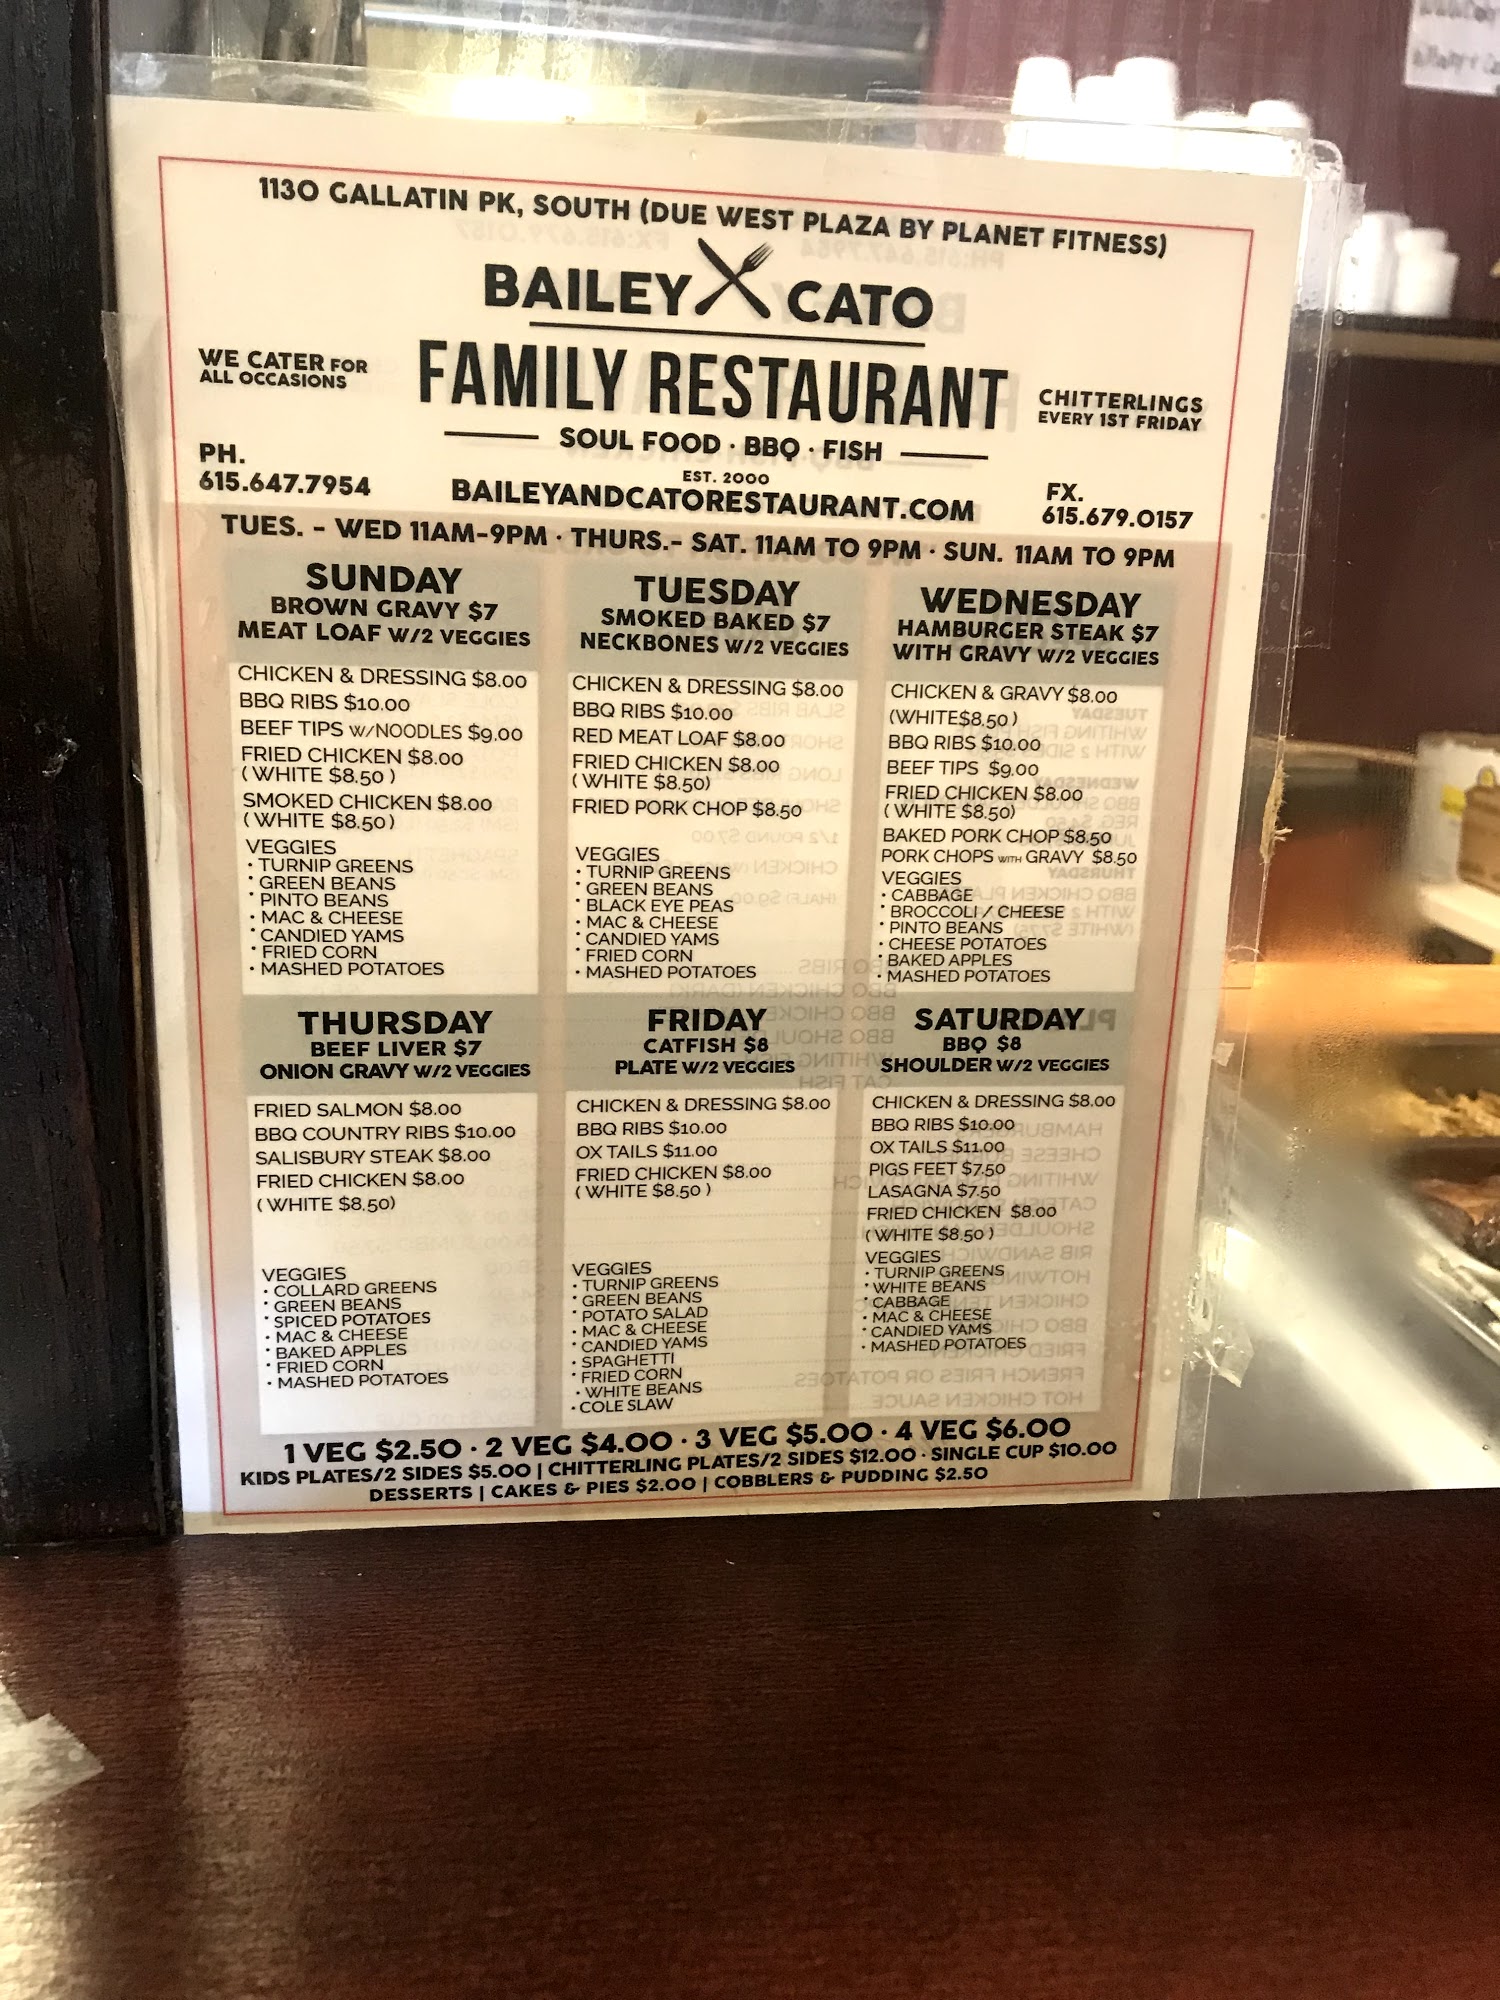 1130 GALLATIN PK, SOUTH (DUE WEST PLAZA BY PLANET FITNESS)
BAILEY CATO
FAMILY RESTAURANT
WE CATER FOR
ALL OCCASIONS
CHITTERLINGS
EVERY 1ST FRIDAY
SOUL FOOD · BBQ · FISH
EST. 2000
PH.
615.647.7954
BAILEYANDCATORESTAURANT.COM
FX.
615.679.0157
TUES. - WED 11AM-9PM · THURS.- SAT. 11AM TO 9PM · SUN. 11AM TO 9PM
SUNDAY
BROWN GRAVY $7
MEAT LOAF W/2 VEGGIES
CHICKEN & DRESSING $8.00
BBQ RIBS $10.00
BEEF TIPS W/NOODLES $9.00
FRIED CHICKEN $8.00
( WHITE $8.50 )
SMOKED CHICKEN $8.00
( WHITE $8.50 )
VEGGIES
· TURNIP GREENS
· GREEN BEANS
· PINTO BEANS
· MAC & CHEESE
· CANDIED YAMS
· FRIED CORN
· MASHED POTATOES
TUESDAY
SMOKED BAKED $7
NECKBONES W/2 VEGGIES
CHICKEN & DRESSING $8.00
BBQ RIBS $10.00
RED MEAT LOAF $8.00
FRIED CHICKEN $8.00
( WHITE $8.50)
FRIED PORK CHOP $8.50
VEGGIES
· TURNIP GREENS
· GREEN BEANS
· BLACK EYE PEAS
· MAC & CHEESE
· CANDIED YAMS
· FRIED CORN
· MASHED POTATOES
WEDNESDAY
HAMBURGER STEAK $7
WITH GRAVY W/2 VEGGIES
CHICKEN & GRAVY $8.00
(WHITE$8.50 )
BBQ RIBS $10.00
BEEF TIPS $9.00
FRIED CHICKEN $8.00
( WHITE $8.50)
BAKED PORK CHOP $8.50
PORK CHOPS WITH GRAVY $8.50
VEGGIES
· CABBAGE
· BROCCOLI / CHEESE
· PINTO BEANS
· CHEESE POTATOES
· BAKED APPLES
· MASHED POTATOES
THURSDAY
BEEF LIVER $7
ONION GRAVY W/2 VEGGIES
FRIED SALMON $8.00
BBQ COUNTRY RIBS $10.00
SALISBURY STEAK $8.00
FRIED CHICKEN $8.00
( WHITE $8.50)
VEGGIES
· COLLARD GREENS
· GREEN BEANS
· SPICED POTATOES
· MAC & CHEESE
· BAKED APPLES
· FRIED CORN
· MASHED POTATOES
FRIDAY
CATFISH $8
PLATE W/2 VEGGIES
CHICKEN & DRESSING $8.00
BBQ RIBS $10.00
OX TAILS $11.00
FRIED CHICKEN $8.00
( WHITE $8.50 )
VEGGIES
· TURNIP GREENS
· GREEN BEANS
· POTATO SALAD
· MAC & CHEESE
· CANDIED YAMS
· SPAGHETTI
· FRIED CORN
· WHITE BEANS
· COLE SLAW
SATURDAY
BBQ $8
SHOULDER W/2 VEGGIES
CHICKEN & DRESSING $8.00
BBQ RIBS $10.00
OX TAILS $11.00
PIGS FEET $7.50
LASAGNA $7.50
FRIED CHICKEN $8.00
( WHITE $8.50 )
VEGGIES
· TURNIP GREENS
· WHITE BEANS
· CABBAGE
· MAC & CHEESE
· CANDIED YAMS
· MASHED POTATOES
1 VEG $2.50 · 2 VEG $4.00 · 3 VEG $5.00 · 4 VEG $6.00
KIDS PLATES/2 SIDES $5.00 | CHITTERLING PLATES/2 SIDES $12.00 · SINGLE CUP $10.00
DESSERTS | CAKES & PIES $2.00 | COBBLERS & PUDDING $2.50